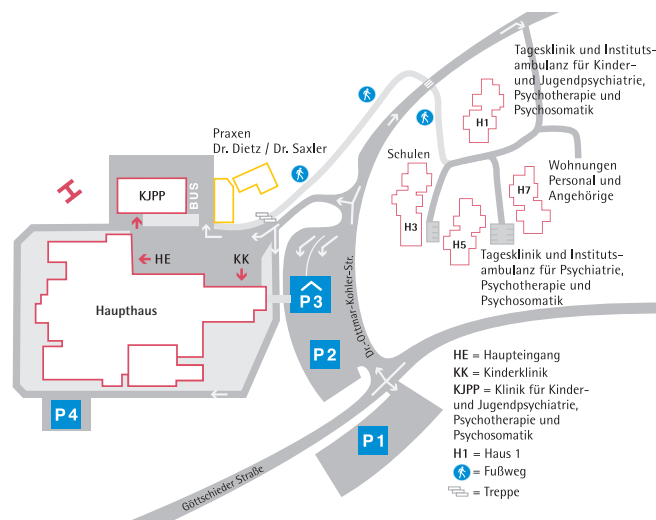 Tagesklinik und Instituts-
ambulanz für Kinder-
und Jugendpsychiatrie,
Psychotherapie und
Psychosomatik
H1
Praxen
Dr. Dietz / Dr. Saxler
Schulen
Wohnungen
Personal und
Angehörige
H
KJPP
BUS
H3
H5
H7
HE
KK
Tagesklinik und Instituts-
ambulanz für Psychiatrie,
Psychotherapie und
Psychosomatik
Haupthaus
P3
P2
Dr.-Ottmar-Kohler-Str.
P4
P1
Göttschieder Straße
HE = Haupteingang
KK = Kinderklinik
KJPP = Klinik für Kinder-
und Jugendpsychiatrie,
Psychotherapie und
Psychosomatik
H1 = Haus 1
= Fußweg
= Treppe